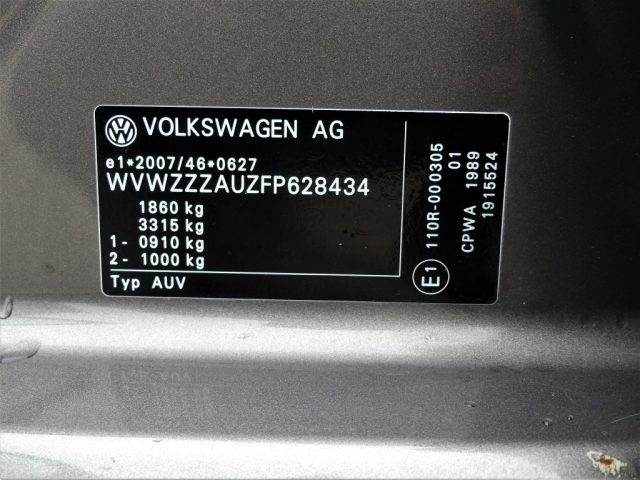 VOLKSWAGEN AG
e1*2007/46*0627
WVWZZZAUZFP628434
1860 kg
3315 kg
1- 0910 kg
2- 1000 kg
Typ AUV
E1
110R-000305
01
CPWA 1989
1915524